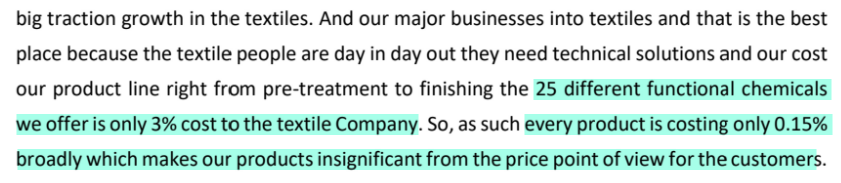 big traction growth in the textiles. And our major businesses into textiles and that is the best
place because the textile people are day in day out they need technical solutions and our cost
our product line right from pre-treatment to finishing the 25 different functional chemicals
we offer is only 3% cost to the textile Company. So, as such every product is costing only 0.15%
broadly which makes our products insignificant from the price point of view for the customers.